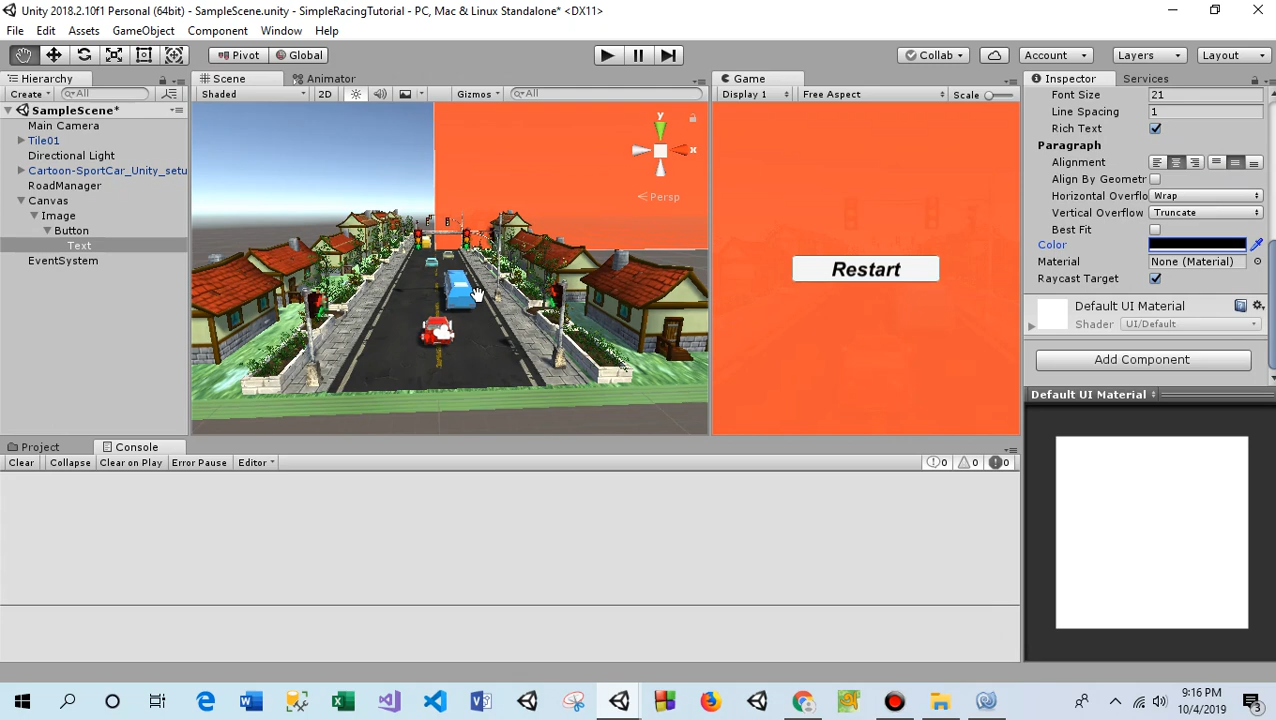 Unity 2018.2.10f1 Personal (64bit) - SampleScene.unity - SimpleRacingTutorial - PC, Mac & Linux Standalone* <DX11>
File Edit Assets GameObject Component Window Help
Pivot Global Collab Account Layers Layout
Hierarchy Scene Animator Game Inspector Services
Create All Shaded 2D Gizmos All Display 1 Free Aspect Scale Font Size 21
SampleScene* Line Spacing 1
Main Camera Rich Text
Tile01 Paragraph
Directional Light Alignment
Cartoon-SportCar_Unity_setu Align By Geometr
RoadManager Horizontal Overflo Wrap
Canvas Vertical Overflow Truncate
Image Best Fit
Button Color
Text Material None (Material)
EventSystem Raycast Target
y
x
Persp
Restart
Default UI Material
Shader UI/Default
Add Component
Default UI Material
Project Console
Clear Collapse Clear on Play Error Pause Editor 0 0 0
9:16 PM
10/4/2019
3